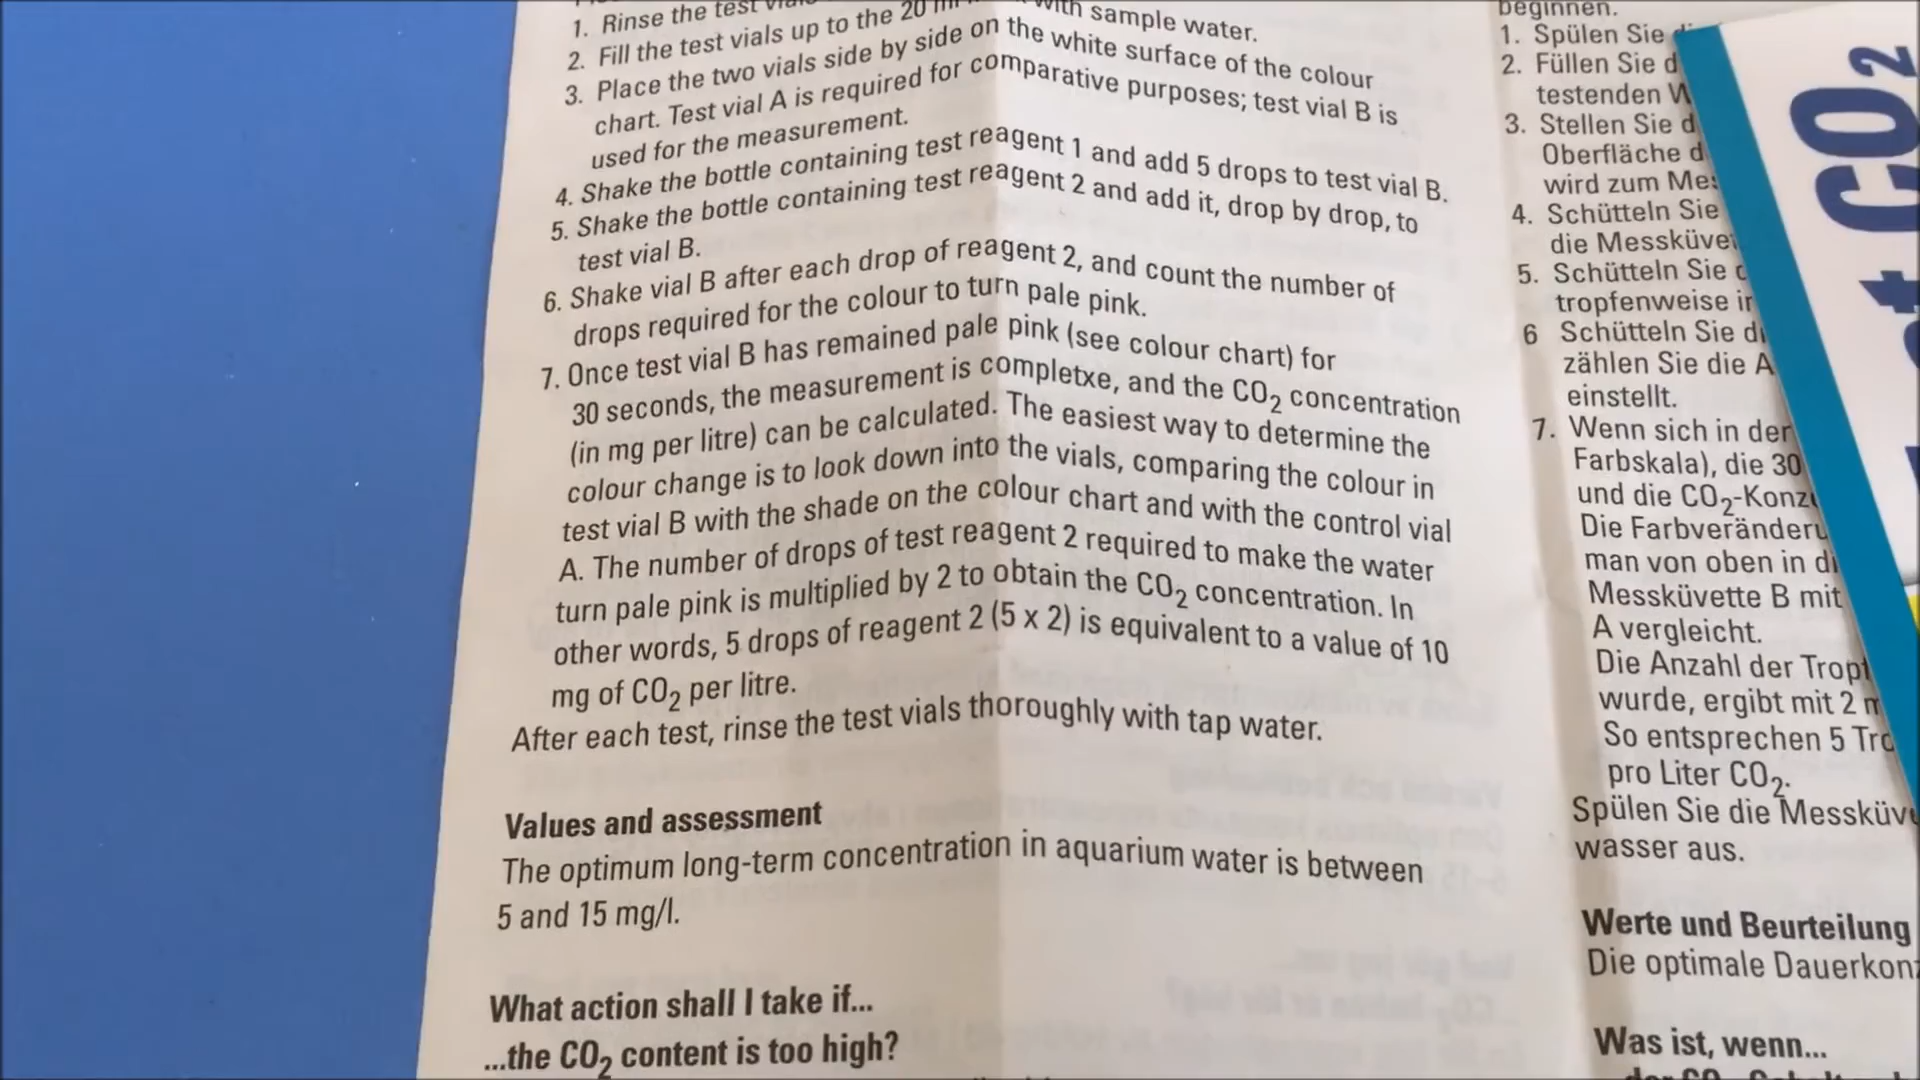 1. Rinse the test
2. Fill the test vials up to the 20 with sample water.
3. Place the two vials side by side on the white surface of the colour
chart. Test vial A is required for comparative purposes; test vial B is
used for the measurement.
4. Shake the bottle containing test reagent 1 and add 5 drops to test vial B.
5. Shake the bottle containing test reagent 2 and add it, drop by drop, to
test vial B.
6. Shake vial B after each drop of reagent 2, and count the number of
drops required for the colour to turn pale pink.
7. Once test vial B has remained pale pink (see colour chart) for
30 seconds, the measurement is completxe, and the CO2 concentration
(in mg per litre) can be calculated. The easiest way to determine the
colour change is to look down into the vials, comparing the colour in
test vial B with the shade on the colour chart and with the control vial
A. The number of drops of test reagent 2 required to make the water
turn pale pink is multiplied by 2 to obtain the CO2 concentration. In
other words, 5 drops of reagent 2 (5 x 2) is equivalent to a value of 10
mg of CO2 per litre.
After each test, rinse the test vials thoroughly with tap water.
Values and assessment
The optimum long-term concentration in aquarium water is between
5 and 15 mg/l.
What action shall I take if...
...the CO2 content is too high?
beginnen.
1. Spülen Sie
2. Füllen Sie
testenden
3. Stellen Sie
Oberfläche
wird zum
4. Schütteln Sie
die
5. Schütteln Sie
tropfenweise
6 Schütteln Sie
zählen Sie die
einstellt.
7. Wenn sich in der
Farbskala), die 30
und die
Die
man von oben in
Messküvette B mit
A vergleicht.
Die Anzahl der
wurde, ergibt mit 2
So entsprechen 5
pro Liter CO2.
Spülen Sie die
wasser aus.
Werte und Beurteilung
Die optimale
Was ist, wenn...
CO2